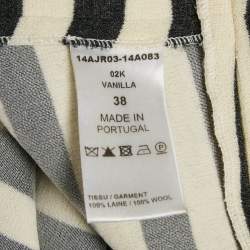 14AJR03-14A083
02K
VANILLA
38
MADE IN
PORTUGAL
TISSU / GARMENT
100% LAINE / 100% WOOL